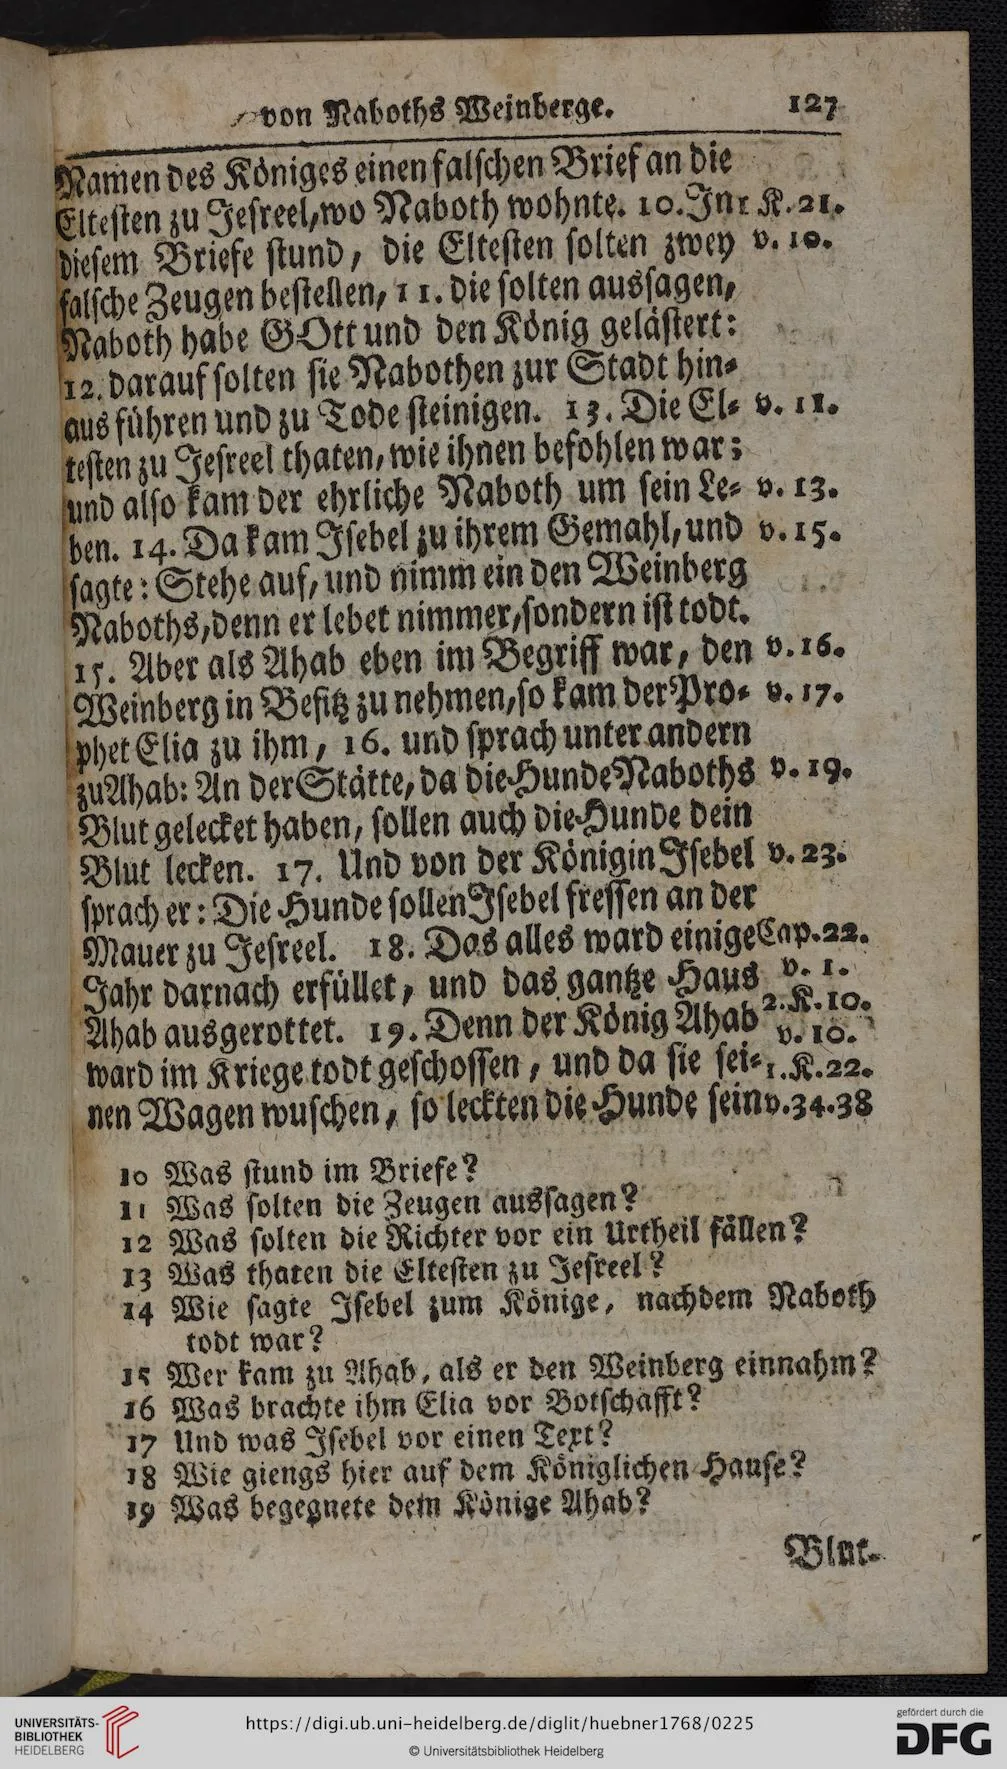 von Naboths Weinberge. 127
Namen des Königes einen falschen Brief an die
Eltesten zu Jesreel, wo Naboth wohnte. 10. In 1 K. 21.
diesem Briefe stund, die Eltesten solten zwey v. 10.
falsche Zeugen bestellen, 11. die solten aussagen,
Naboth habe GOtt und den König gelästert:
12. darauf solten sie Nabothen zur Stadt hin-
aus führen und zu Tode steinigen. 13. Die El- v. 11.
testen zu Jesreel thaten, wie ihnen befohlen war;
und also kam der ehrliche Naboth um sein Le- v. 13.
ben. 14. Da kam Isebel zu ihrem Gemahl, und v. 15.
sagte: Stehe auf, und nimm ein den Weinberg
Naboths, denn er lebet nimmer, sondern ist todt.
15. Aber als Ahab eben im Begriff war, den v. 16.
Weinberg in Besitz zu nehmen, so kam der Pro- v. 17.
phet Elia zu ihm, 16. und sprach unter andern
zu Ahab: An der Stätte, da die Hunde Naboths v. 19.
Blut gelecket haben, sollen auch die Hunde dein
Blut lecken. 17. Und von der Königin Isebel v. 23.
sprach er: Die Hunde sollen Isebel fressen an der
Mauer zu Jesreel. 18. Das alles ward einige Cap. 22.
Jahr darnach erfüllet, und das gantze Haus v. 1.
Ahab ausgerottet. 19. Denn der König Ahab 2. K. 10. v. 10.
ward im Kriege todt geschossen, und da sie sei- 1. K. 22.
nen Wagen wuschen, so leckten die Hunde sein v. 34. 38
10 Was stund im Briefe?
11 Was solten die Zeugen aussagen?
12 Was solten die Richter vor ein Urtheil fällen?
13 Was thaten die Eltesten zu Jesreel?
14 Wie sagte Isebel zum Könige, nachdem Naboth
todt war?
15 Wer kam zu Ahab, als er den Weinberg einnahm?
16 Was brachte ihm Elia vor Botschafft?
17 Und was Isebel vor einen Text?
18 Wie giengs hier auf dem Königlichen Hause?
19 Was begegnete dem Könige Ahab?
Blut-
UNIVERSITÄTS-
BIBLIOTHEK
HEIDELBERG
https://digi.ub.uni-heidelberg.de/diglit/huebner1768/0225
© Universitätsbibliothek Heidelberg
gefördert durch die
DFG